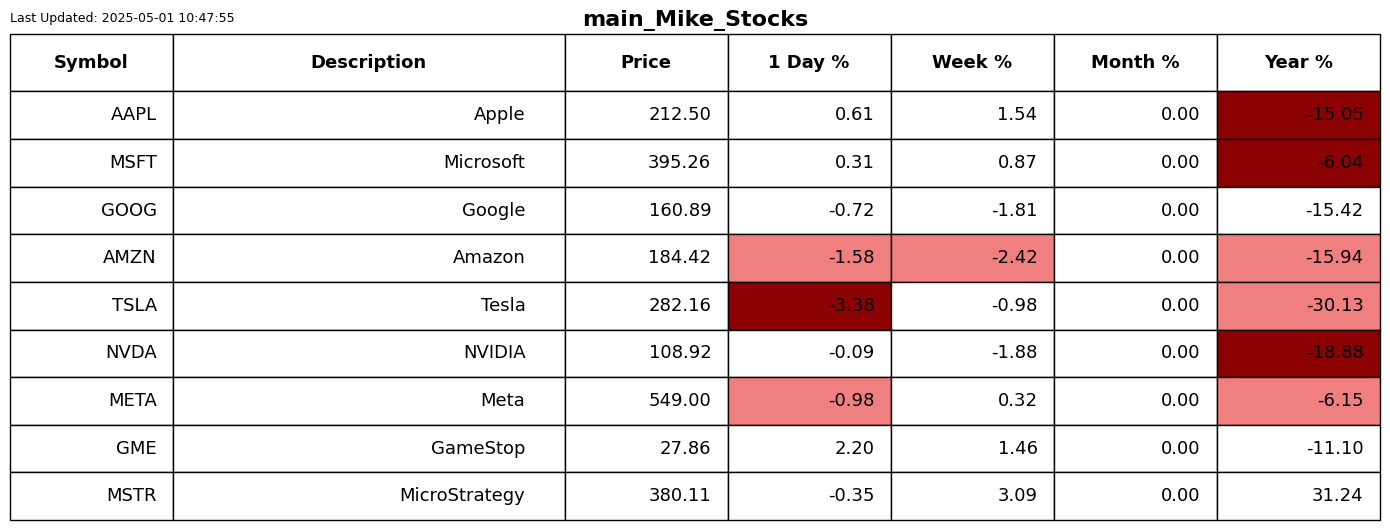 Last Updated: 2025-05-01 10:47:55
main_Mike_Stocks
Symbol Description Price 1 Day % Week % Month % Year %
AAPL Apple 212.50 0.61 1.54 0.00 -15.05
MSFT Microsoft 395.26 0.31 0.87 0.00 -6.04
GOOG Google 160.89 -0.72 -1.81 0.00 -15.42
AMZN Amazon 184.42 -1.58 -2.42 0.00 -15.94
TSLA Tesla 282.16 -3.38 -0.98 0.00 -30.13
NVDA NVIDIA 108.92 -0.09 -1.88 0.00 -18.88
META Meta 549.00 -0.98 0.32 0.00 -6.15
GME GameStop 27.86 2.20 1.46 0.00 -11.10
MSTR MicroStrategy 380.11 -0.35 3.09 0.00 31.24